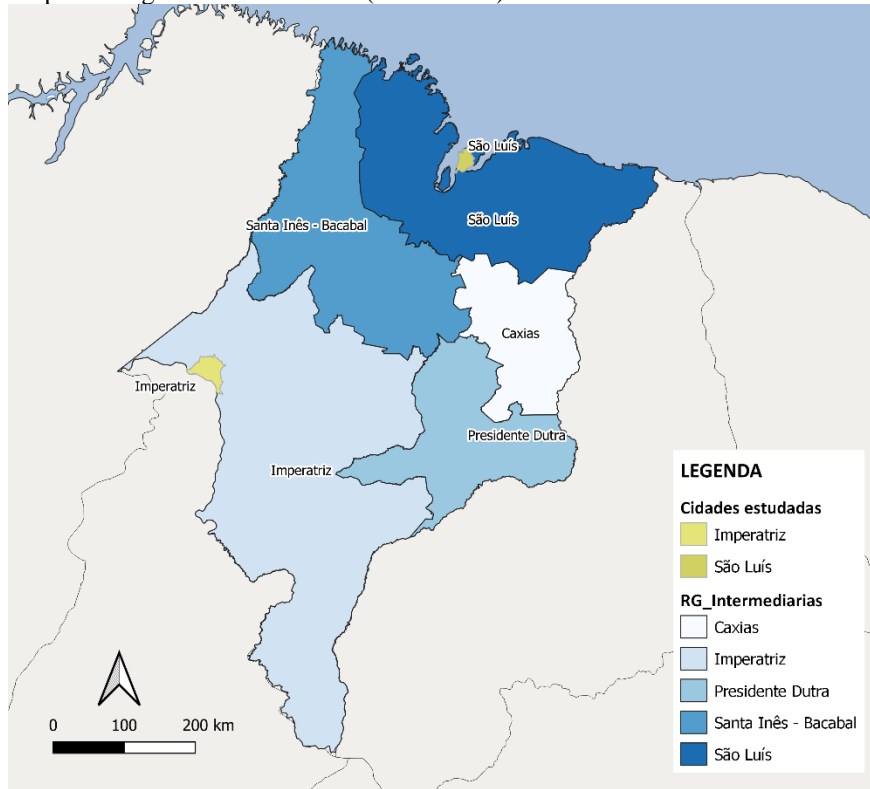 São Luís
São Luís
Santa Inês - Bacabal
Caxias
Imperatriz
Presidente Dutra
Imperatriz
LEGENDA
Cidades estudadas
Imperatriz
São Luís
RG_Intermediarias
Caxias
Imperatriz
Presidente Dutra
Santa Inês - Bacabal
São Luís
0 100 200 km